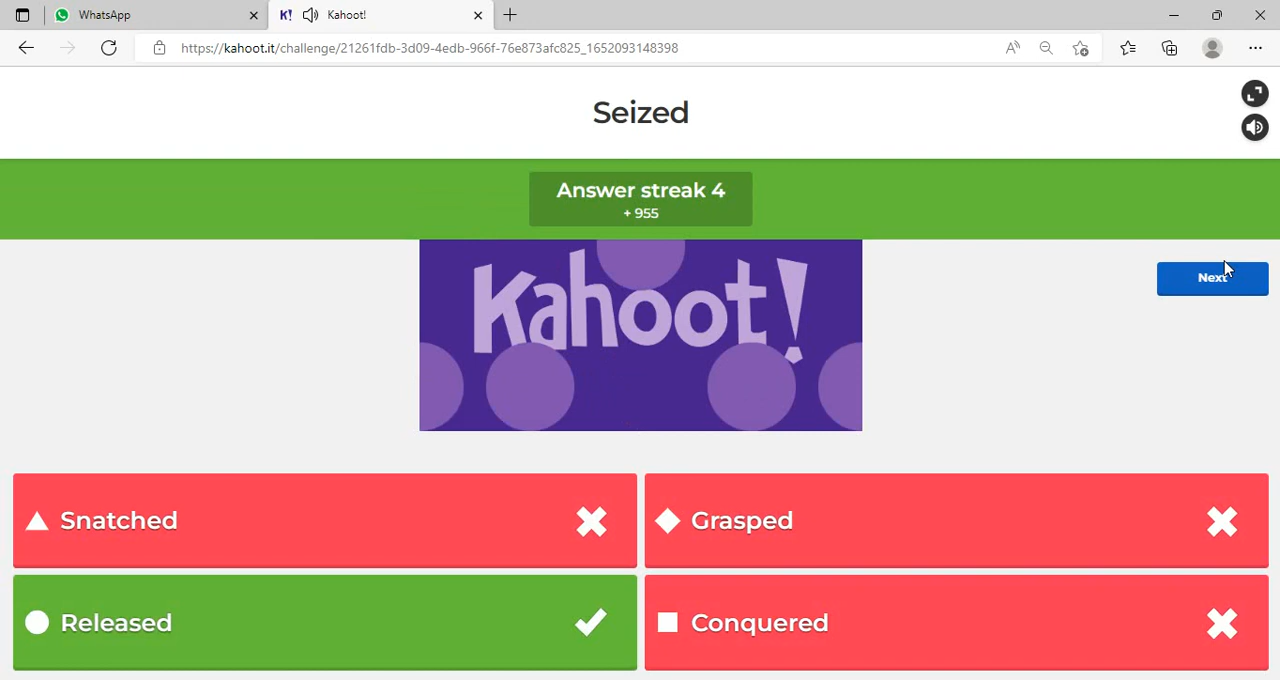 WhatsApp
K! Kahoot!
https://kahoot.it/challenge/21261fdb-3d09-4edb-966f-76e873afc825_1652093148398
Seized
Answer streak 4
+ 955
Kahoot!
Next
Snatched
Grasped
Released
Conquered